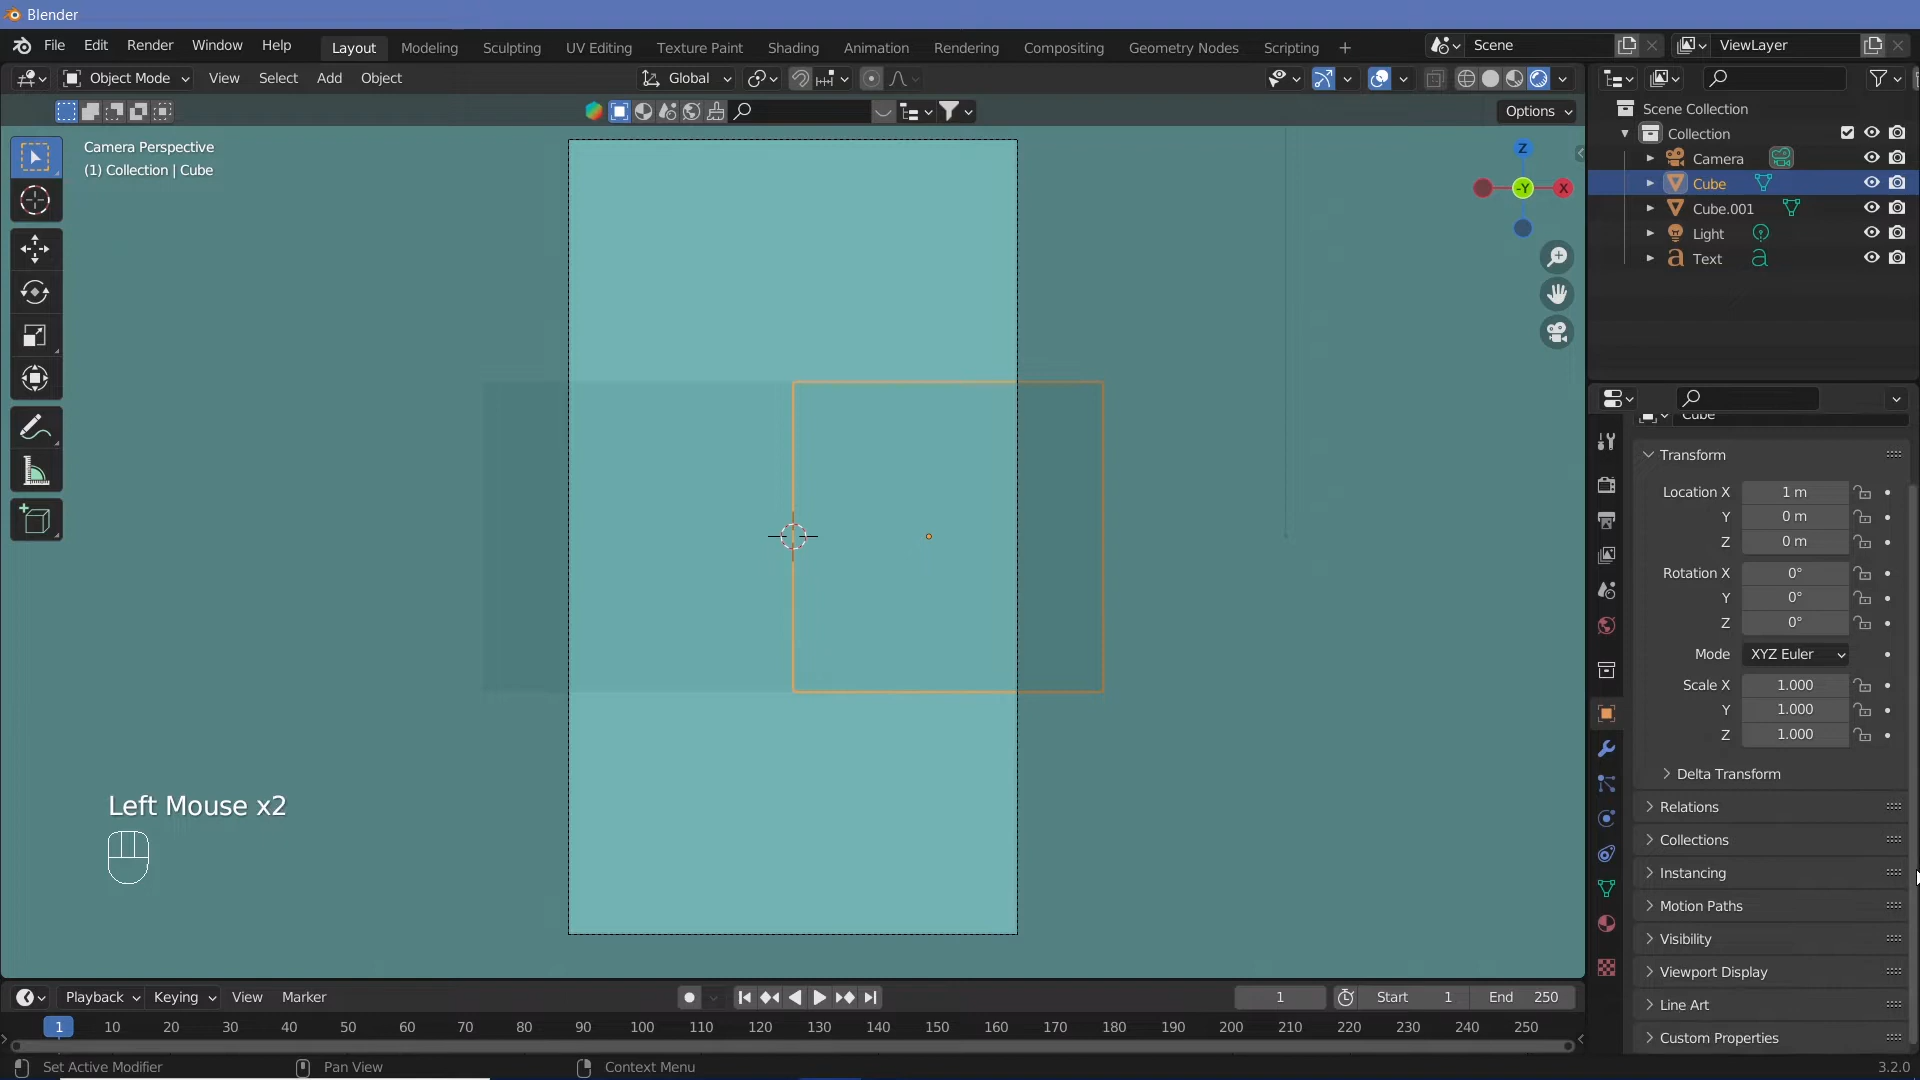 Blender
File Edit Render Window Help Layout Modeling Sculpting UV Editing Texture Paint Shading Animation Rendering Compositing Geometry Nodes Scripting + Scene ViewLayer
Object Mode View Select Add Object Global
Options
Camera Perspective
(1) Collection | Cube
Z
-Y X
Left Mouse x2
Scene Collection
Collection
Camera
Cube
Cube.001
Light
Text
Cube
Transform
Location X 1 m
Y 0 m
Z 0 m
Rotation X 0°
Y 0°
Z 0°
Mode XYZ Euler
Scale X 1.000
Y 1.000
Z 1.000
Delta Transform
Relations
Collections
Instancing
Motion Paths
Visibility
Viewport Display
Line Art
Custom Properties
Playback Keying View Marker 1 Start 1 End 250
1 10 20 30 40 50 60 70 80 90 100 110 120 130 140 150 160 170 180 190 200 210 220 230 240 250
Set Active Modifier Pan View Context Menu 3.2.0